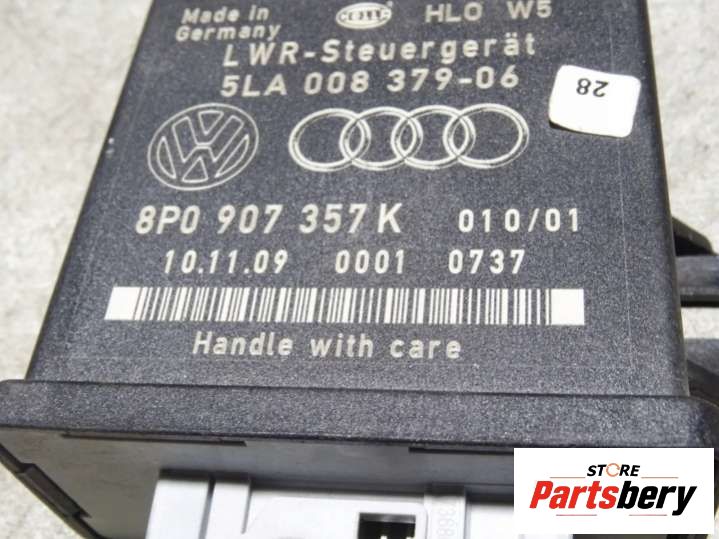 Made in
Germany
HELLA
HL0 W5
LWR-Steuergerät
5LA 008 379-06
28
8P0 907 357 K 010/01
10.11.09 0001 0737
Handle with care
STORE
Partsbery